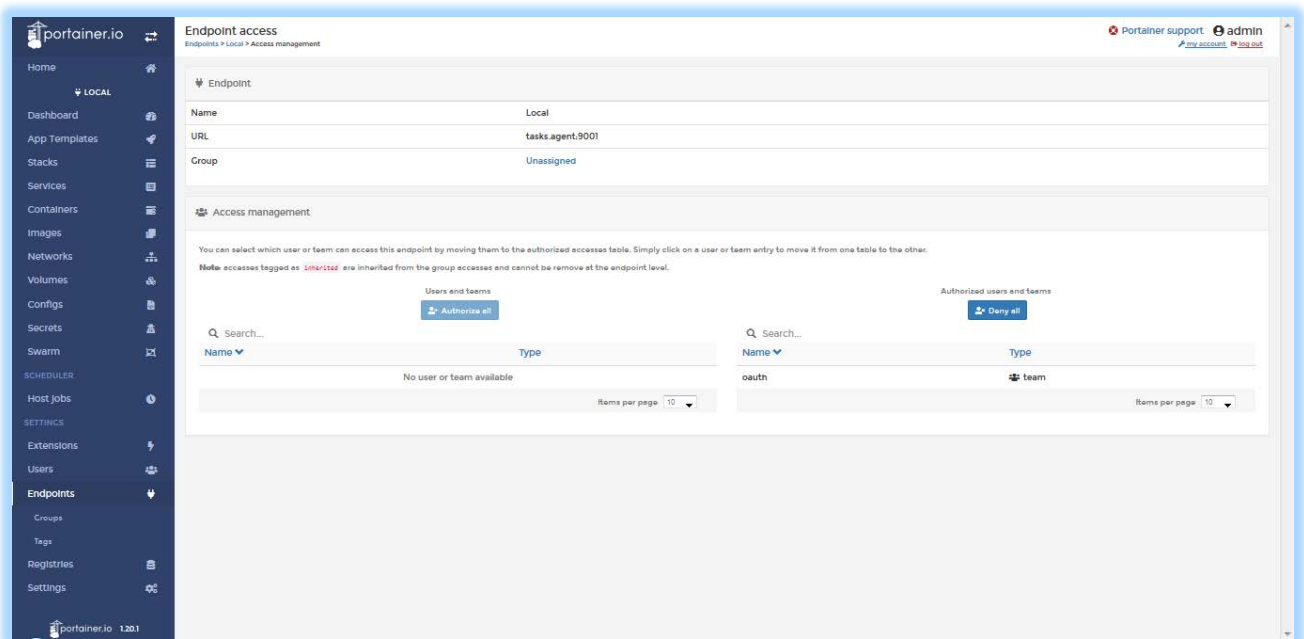 portainer.io
Endpoint access
Endpoints > Local > Access management
Portainer support admin
my account log out
Home
LOCAL
Dashboard
App Templates
Stacks
Services
Containers
Images
Networks
Volumes
Configs
Secrets
Swarm
SCHEDULER
Host jobs
SETTINGS
Extensions
Users
Endpoints
Groups
Tags
Registries
Settings
portainer.io 1.20.1
Endpoint
Name Local
URL tasks.agent:9001
Group Unassigned
Access management
You can select which user or team can access this endpoint by moving them to the authorized accesses table. Simply click on a user or team entry to move it from one table to the other.
Note: accesses tagged as inherited are inherited from the group accesses and cannot be remove at the endpoint level.
Users and teams
Authorize all
Search...
Name Type
No user or team available
Items per page 10
Authorized users and teams
Deny all
Search...
Name Type
oauth team
Items per page 10